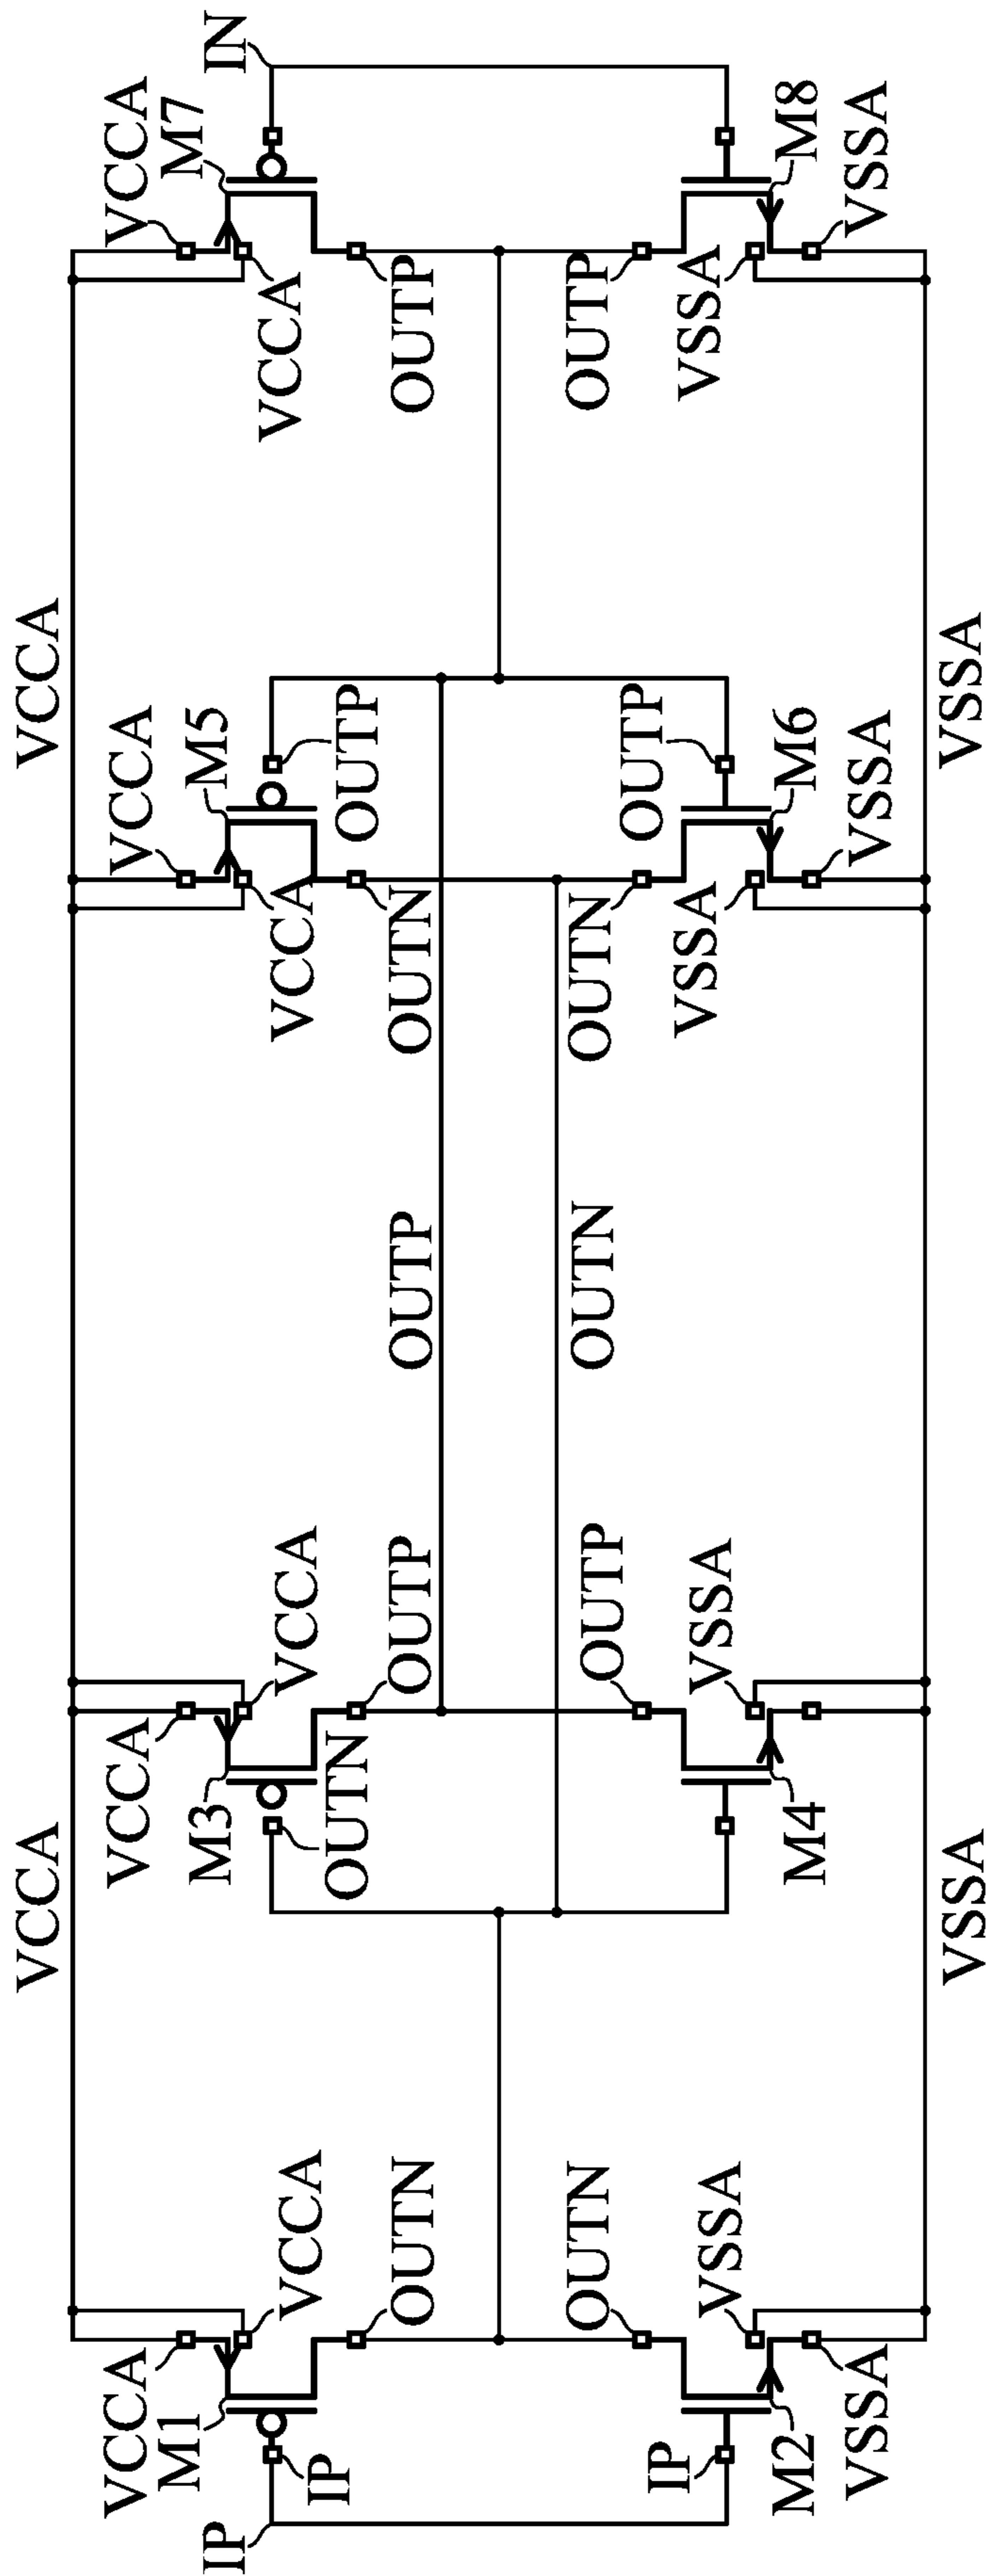 VCCA
VCCA
VCCA
VCCA
VCCA
VCCA
IP
M1
M3
M5
M7
IN
IP
VCCA
VCCA
VCCA
VCCA
OUTN
OUTP
OUTN
OUTP
OUTP
OUTN
OUTP
OUTN
OUTP
OUTN
OUTN
OUTP
OUTP
IP
VSSA
VSSA
VSSA
VSSA
M2
M4
M6
M8
VSSA
VSSA
VSSA
VSSA
VSSA